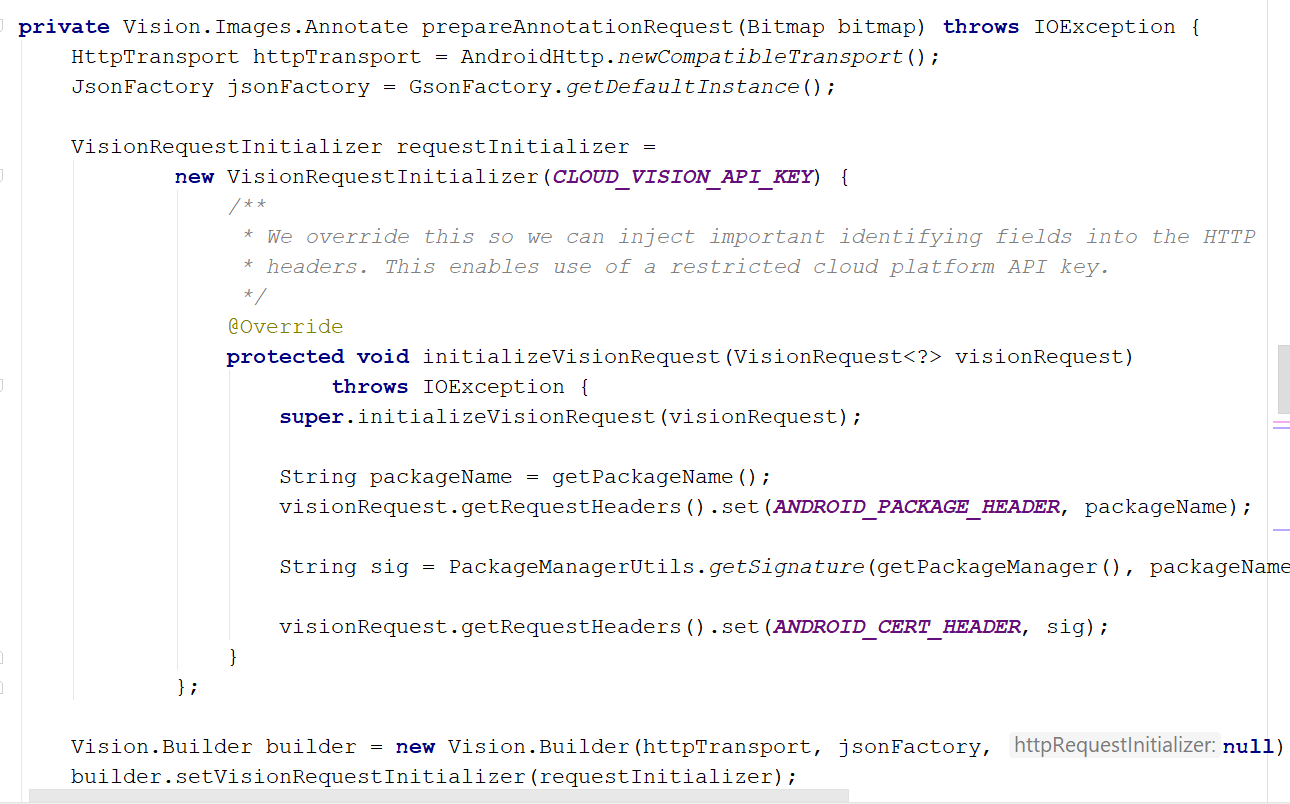 private Vision.Images.Annotate prepareAnnotationRequest(Bitmap bitmap) throws IOException {
HttpTransport httpTransport = AndroidHttp.newCompatibleTransport();
JsonFactory jsonFactory = GsonFactory.getDefaultInstance();
VisionRequestInitializer requestInitializer =
new VisionRequestInitializer(CLOUD_VISION_API_KEY) {
/**
* We override this so we can inject important identifying fields into the HTTP
* headers. This enables use of a restricted cloud platform API key.
*/
@Override
protected void initializeVisionRequest(VisionRequest<?> visionRequest)
throws IOException {
super.initializeVisionRequest(visionRequest);
String packageName = getPackageName();
visionRequest.getRequestHeaders().set(ANDROID_PACKAGE_HEADER, packageName);
String sig = PackageManagerUtils.getSignature(getPackageManager(), packageName
visionRequest.getRequestHeaders().set(ANDROID_CERT_HEADER, sig);
}
};
Vision.Builder builder = new Vision.Builder(httpTransport, jsonFactory, httpRequestInitializer: null)
builder.setVisionRequestInitializer(requestInitializer);